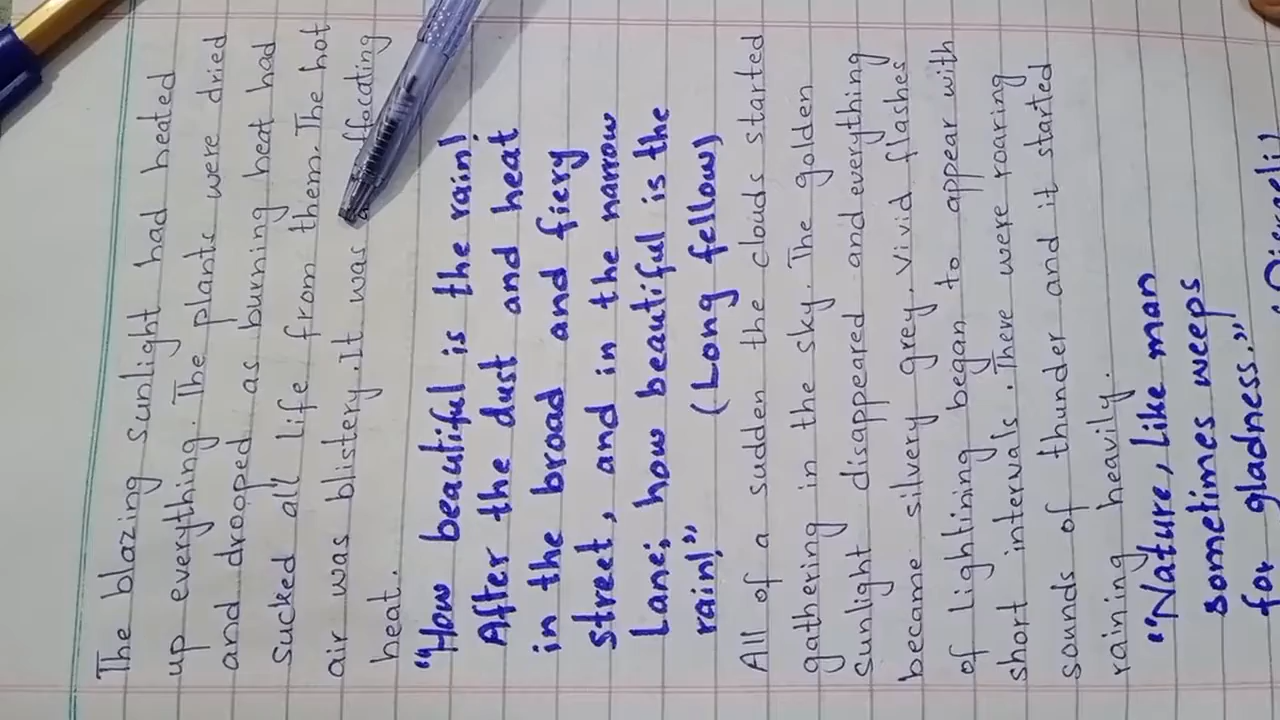 The blazing sunlight had heated
up everything. The plants were dried
and drooped as burning heat had
sucked all life from them. The hot
air was blistery. It was
heat.
"How beautiful is the rain!
After the dust and heat
in the broad and fiery
street, and in the narrow
Lane; how beautiful is the
rain!" (Long fellow)
All of a sudden the clouds started
gathering in the sky. The golden
sunlight disappeared and everything
became silvery grey. Vivid flashes
of lightining began to appear with
short intervals. There were roaring
sounds of thunder and it started
raining heavily.
"Nature, Like man
sometimes weeps
for gladness."